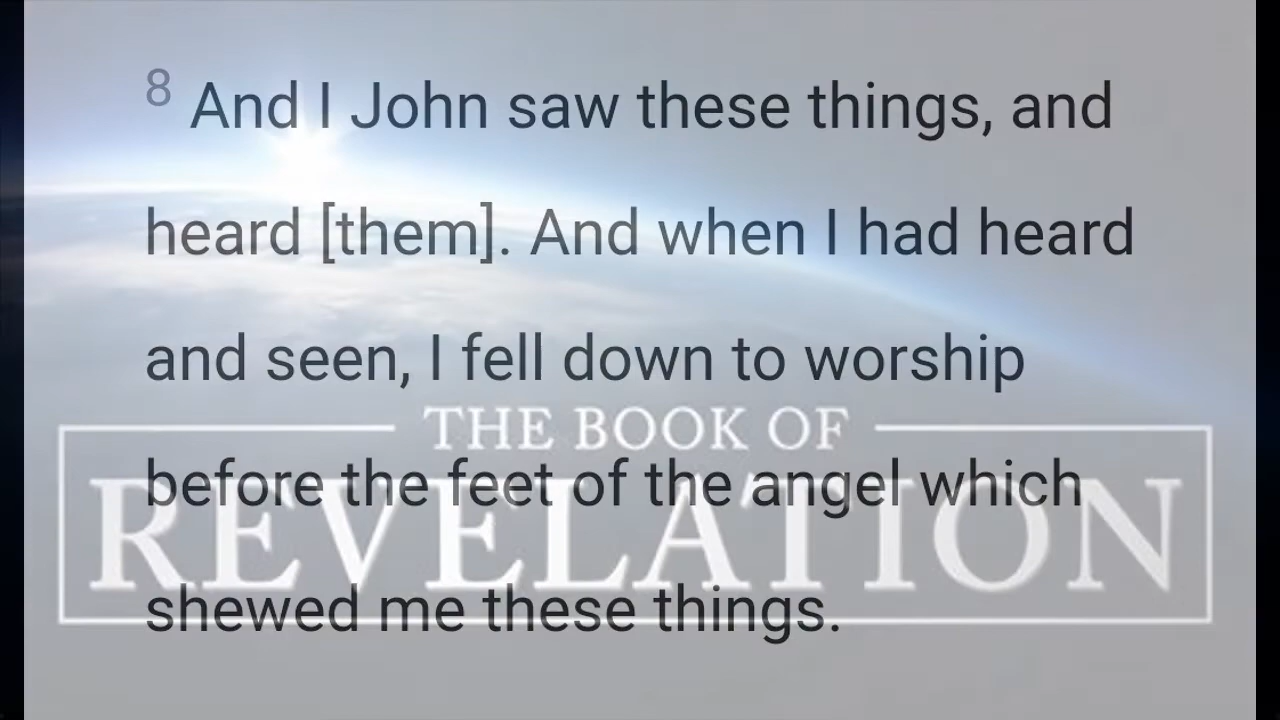 8 And I John saw these things, and
heard [them]. And when I had heard
and seen, I fell down to worship
THE BOOK OF
before the feet of the angel which
REVELATION
shewed me these things.